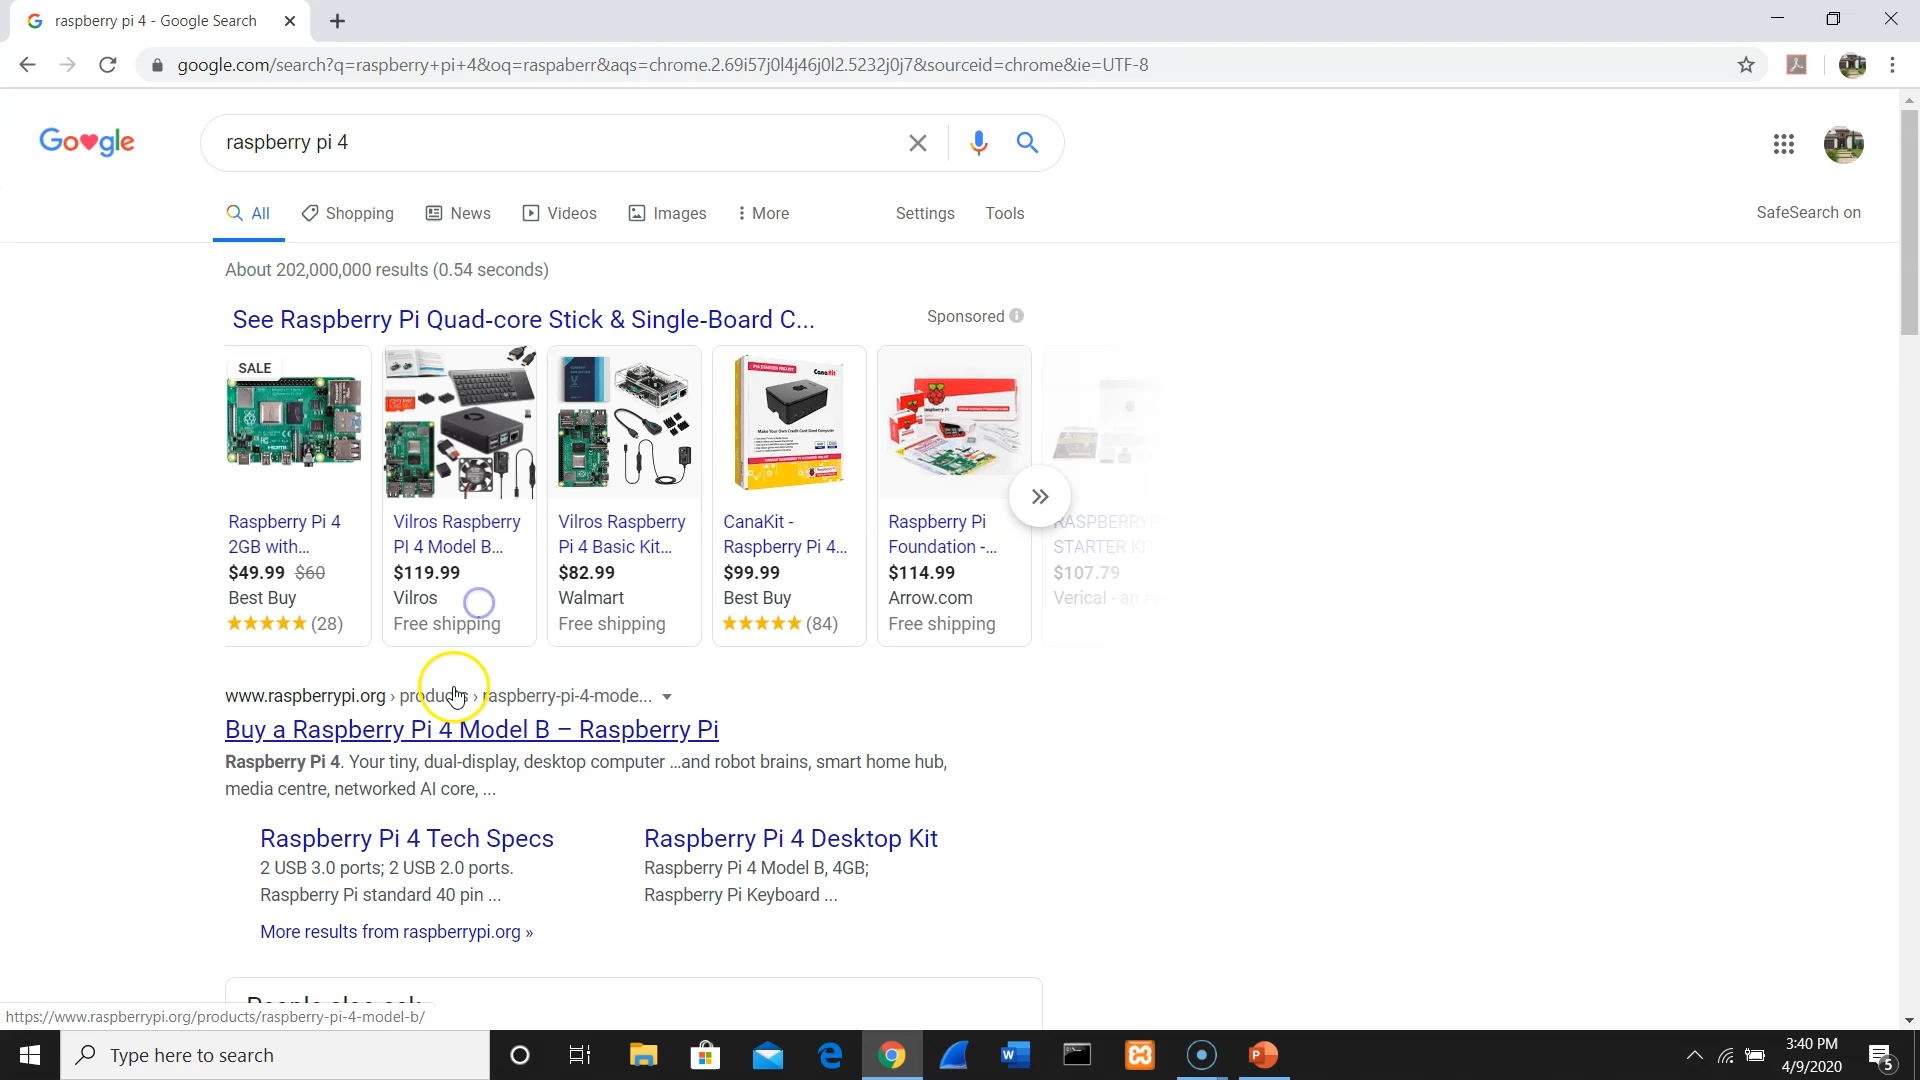 raspberry pi 4 - Google Search
google.com/search?q=raspberry+pi+4&oq=raspaberr&aqs=chrome.2.69i57j0l4j46j0l2.5232j0j7&sourceid=chrome&ie=UTF-8
Google
raspberry pi 4
All Shopping News Videos Images More Settings Tools SafeSearch on
About 202,000,000 results (0.54 seconds)
See Raspberry Pi Quad-core Stick & Single-Board C... Sponsored
SALE
CanaKit
Raspberry Pi 4
2GB with...
$49.99 $60
Best Buy
(28)
Vilros Raspberry
PI 4 Model B...
$119.99
Vilros
Free shipping
Vilros Raspberry
Pi 4 Basic Kit...
$82.99
Walmart
Free shipping
CanaKit -
Raspberry Pi 4...
$99.99
Best Buy
(84)
Raspberry Pi
Foundation -...
$114.99
Arrow.com
Free shipping
RASPBERRY
STARTER
$107.79
Verical - an
www.raspberrypi.org › products › raspberry-pi-4-mode...
Buy a Raspberry Pi 4 Model B – Raspberry Pi
Raspberry Pi 4. Your tiny, dual-display, desktop computer ...and robot brains, smart home hub,
media centre, networked AI core, ...
Raspberry Pi 4 Tech Specs
2 USB 3.0 ports; 2 USB 2.0 ports.
Raspberry Pi standard 40 pin ...
Raspberry Pi 4 Desktop Kit
Raspberry Pi 4 Model B, 4GB;
Raspberry Pi Keyboard ...
More results from raspberrypi.org »
People also ask
https://www.raspberrypi.org/products/raspberry-pi-4-model-b/
Type here to search
3:40 PM
4/9/2020
5